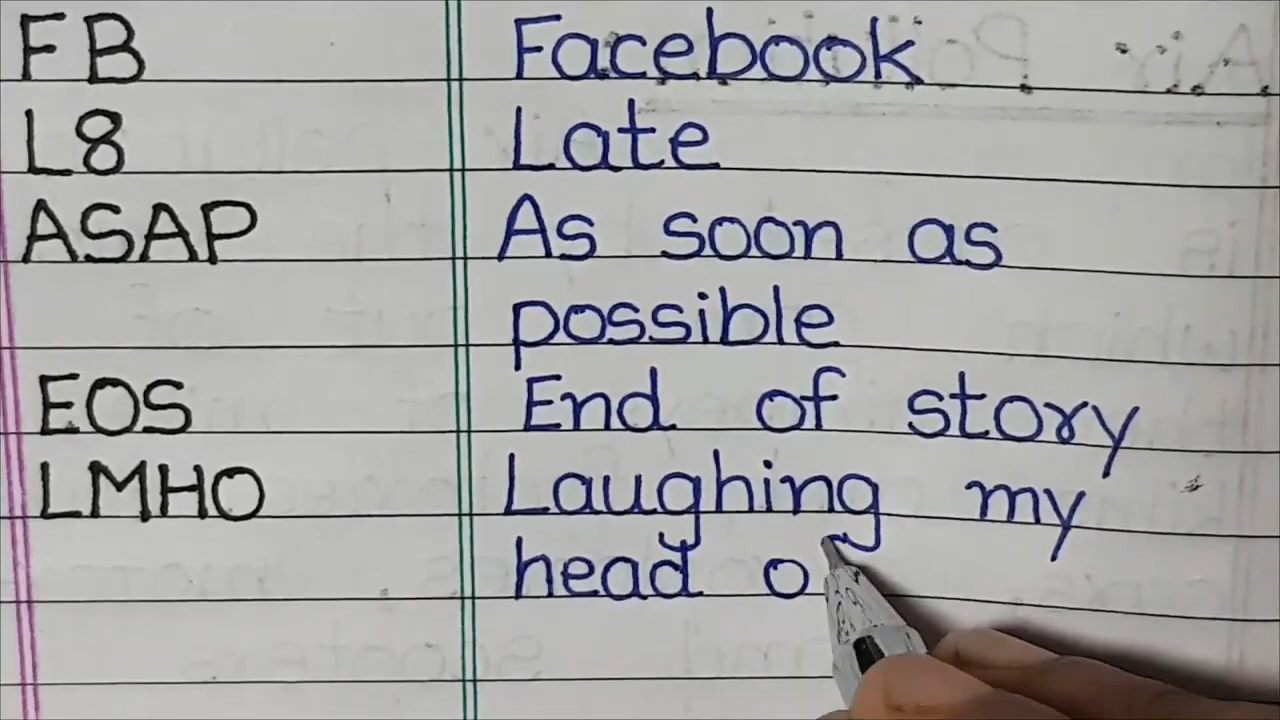 FB Facebook
L8 Late
ASAP As soon as
possible
EOS End of story
LMHO Laughing my
head o